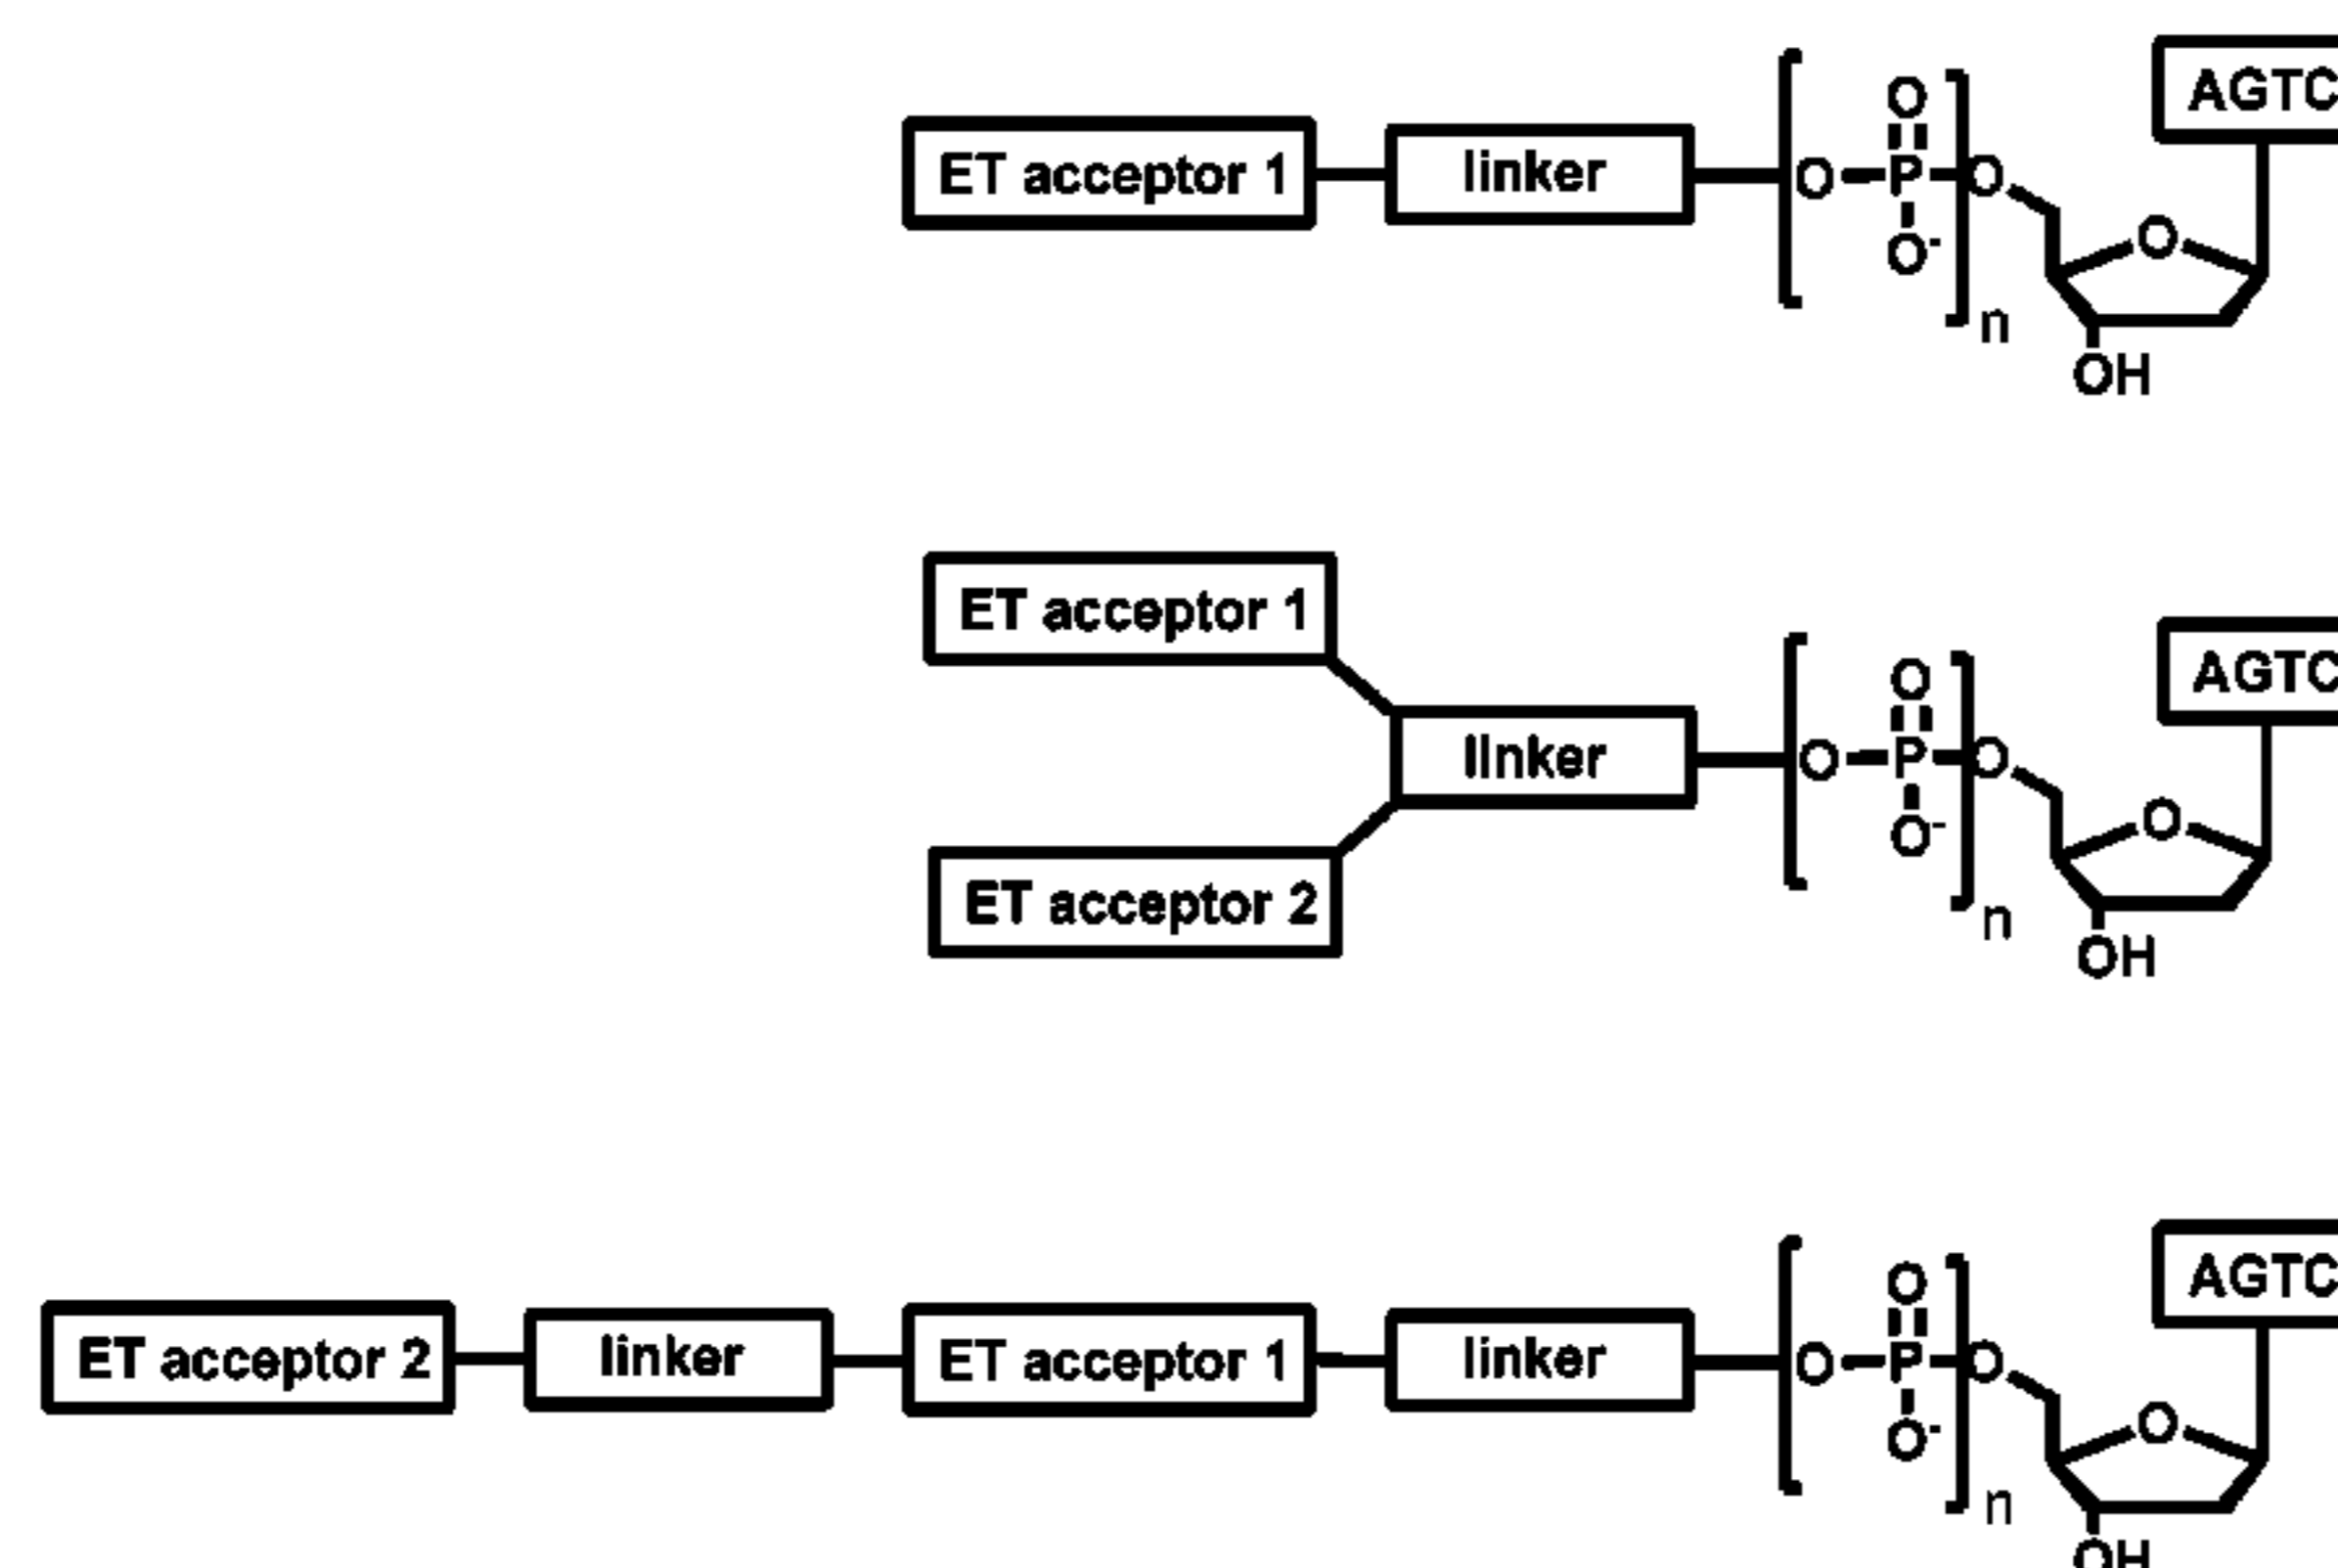 AGTC
O
ET acceptor 1 linker O P O
O-
O
n
OH
ET acceptor 1
AGTC
O
linker O P O
O-
O
ET acceptor 2
n
OH
AGTC
O
ET acceptor 2 linker ET acceptor 1 linker O P O
O-
O
n
OH